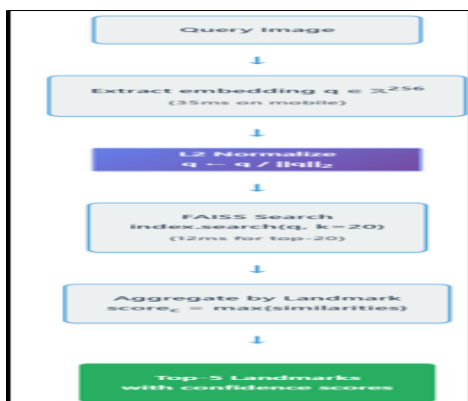 Query Image
Extract embedding q ∈ ℝ²⁵⁶
(35ms on mobile)
L2 Normalize
q ← q / ||q||₂
FAISS Search
index.search(q, k=20)
(12ms for top-20)
Aggregate by Landmark
score_c = max(similarities)
Top-5 Landmarks
with confidence scores